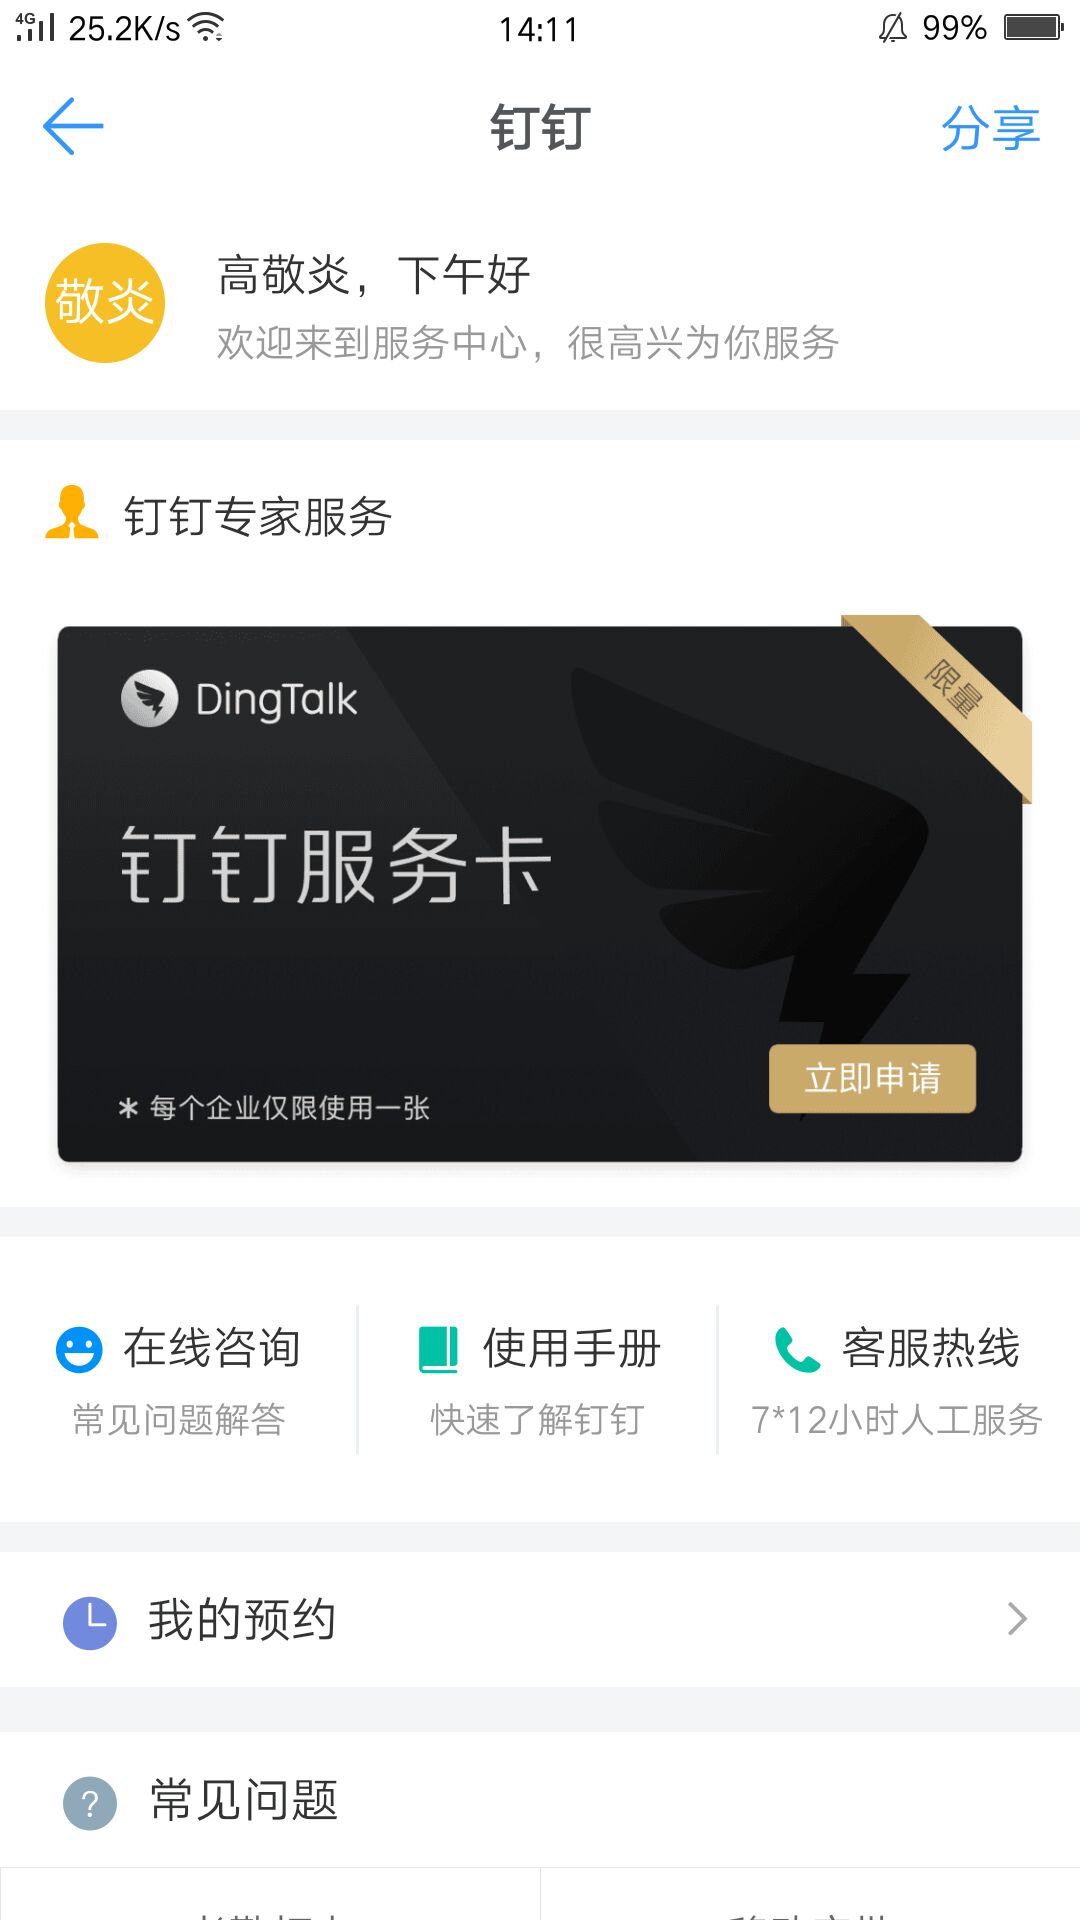 4G 25.2K/s 14:11 99%
钉钉
分享
敬炎
高敬炎，下午好
欢迎来到服务中心，很高兴为你服务
钉钉专家服务
限量
DingTalk
钉钉服务卡
立即申请
* 每个企业仅限使用一张
在线咨询
常见问题解答
使用手册
快速了解钉钉
客服热线
7*12小时人工服务
我的预约
? 常见问题